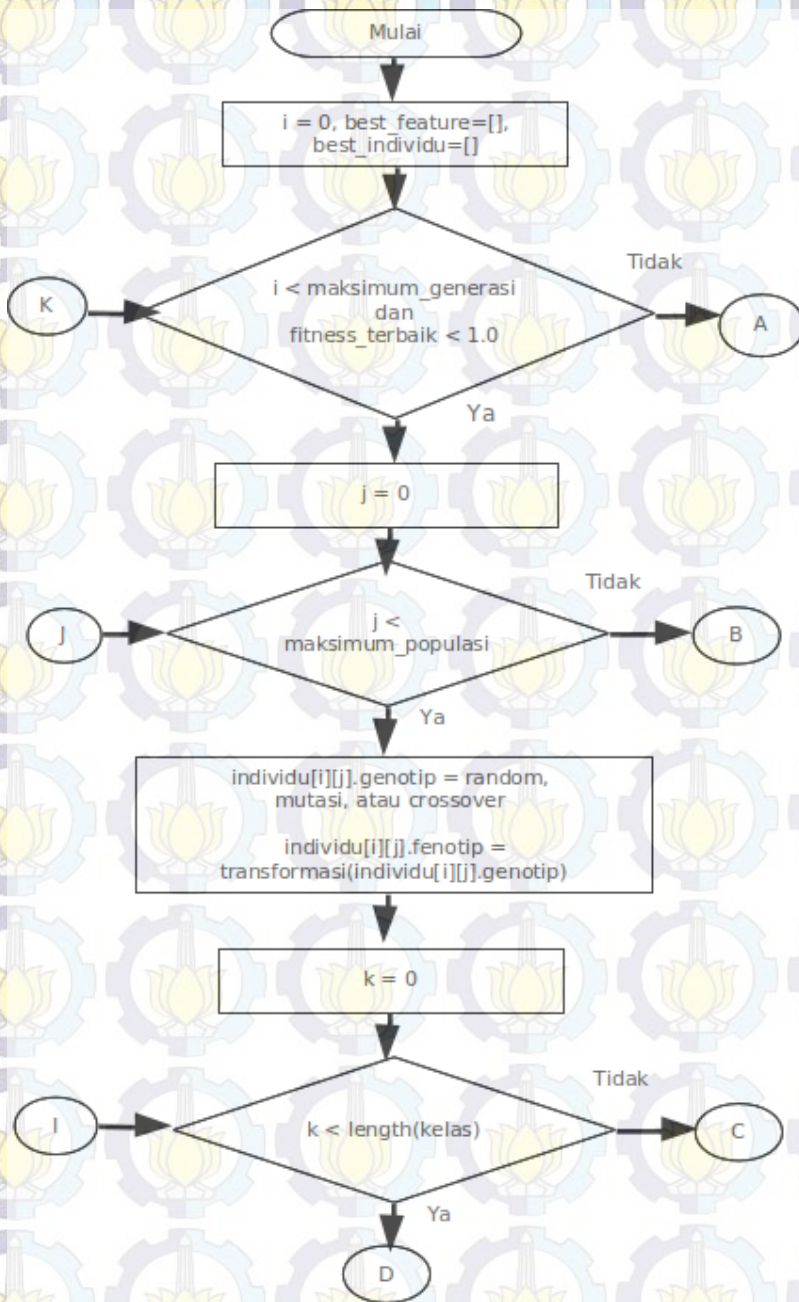 Mulai
i = 0, best_feature=[],
best_individu=[]
Tidak
K
i < maksimum_generasi
dan
fitness_terbaik < 1.0
A
Ya
j = 0
Tidak
J
j <
maksimum_populasi
B
Ya
individu[i][j].genotip = random,
mutasi, atau crossover
individu[i][j].fenotip =
transformasi(individu[i][j].genotip)
k = 0
Tidak
I
k < length(kelas)
C
Ya
D